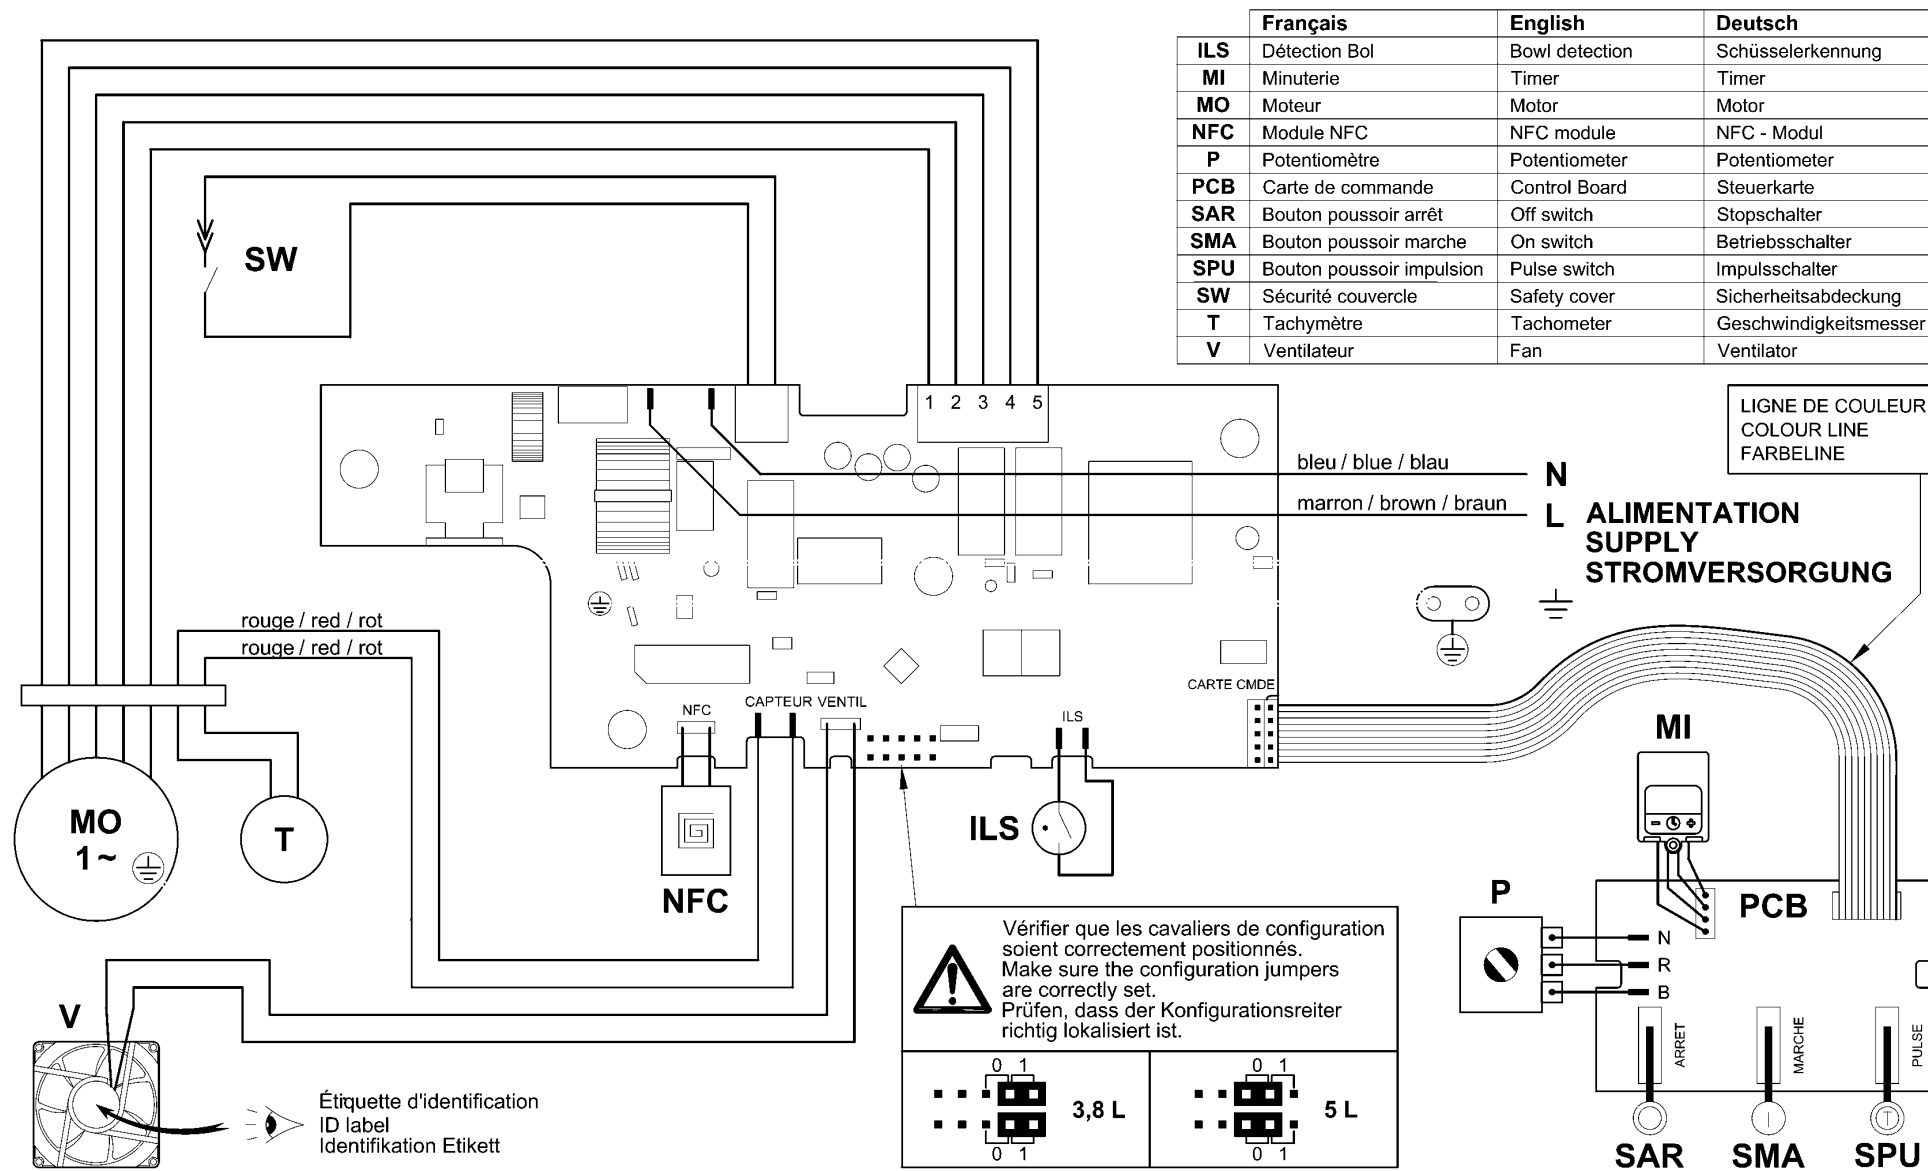 Français English Deutsch
ILS Détection Bol Bowl detection Schüsselerkennung
MI Minuterie Timer Timer
MO Moteur Motor Motor
NFC Module NFC NFC module NFC - Modul
P Potentiomètre Potentiometer Potentiometer
PCB Carte de commande Control Board Steuerkarte
SAR Bouton poussoir arrêt Off switch Stopschalter
SMA Bouton poussoir marche On switch Betriebsschalter
SPU Bouton poussoir impulsion Pulse switch Impulsschalter
SW Sécurité couvercle Safety cover Sicherheitsabdeckung
T Tachymètre Tachometer Geschwindigkeitsmesser
V Ventilateur Fan Ventilator
SW
1 2 3 4 5
LIGNE DE COULEUR
COLOUR LINE
FARBELINE
bleu / blue / blau N
marron / brown / braun L
ALIMENTATION
SUPPLY
STROMVERSORGUNG
rouge / red / rot
rouge / red / rot
CARTE CMDE
NFC CAPTEUR VENTIL ILS
MI
MO
1 ~
T
NFC
ILS
P
PCB
N
R
B
ARRET
MARCHE
PULSE
SAR SMA SPU
Vérifier que les cavaliers de configuration
soient correctement positionnés.
Make sure the configuration jumpers
are correctly set.
Prüfen, dass der Konfigurationsreiter
richtig lokalisiert ist.
0 1 0 1
3,8 L 5 L
0 1 0 1
V
Étiquette d'identification
ID label
Identifikation Etikett